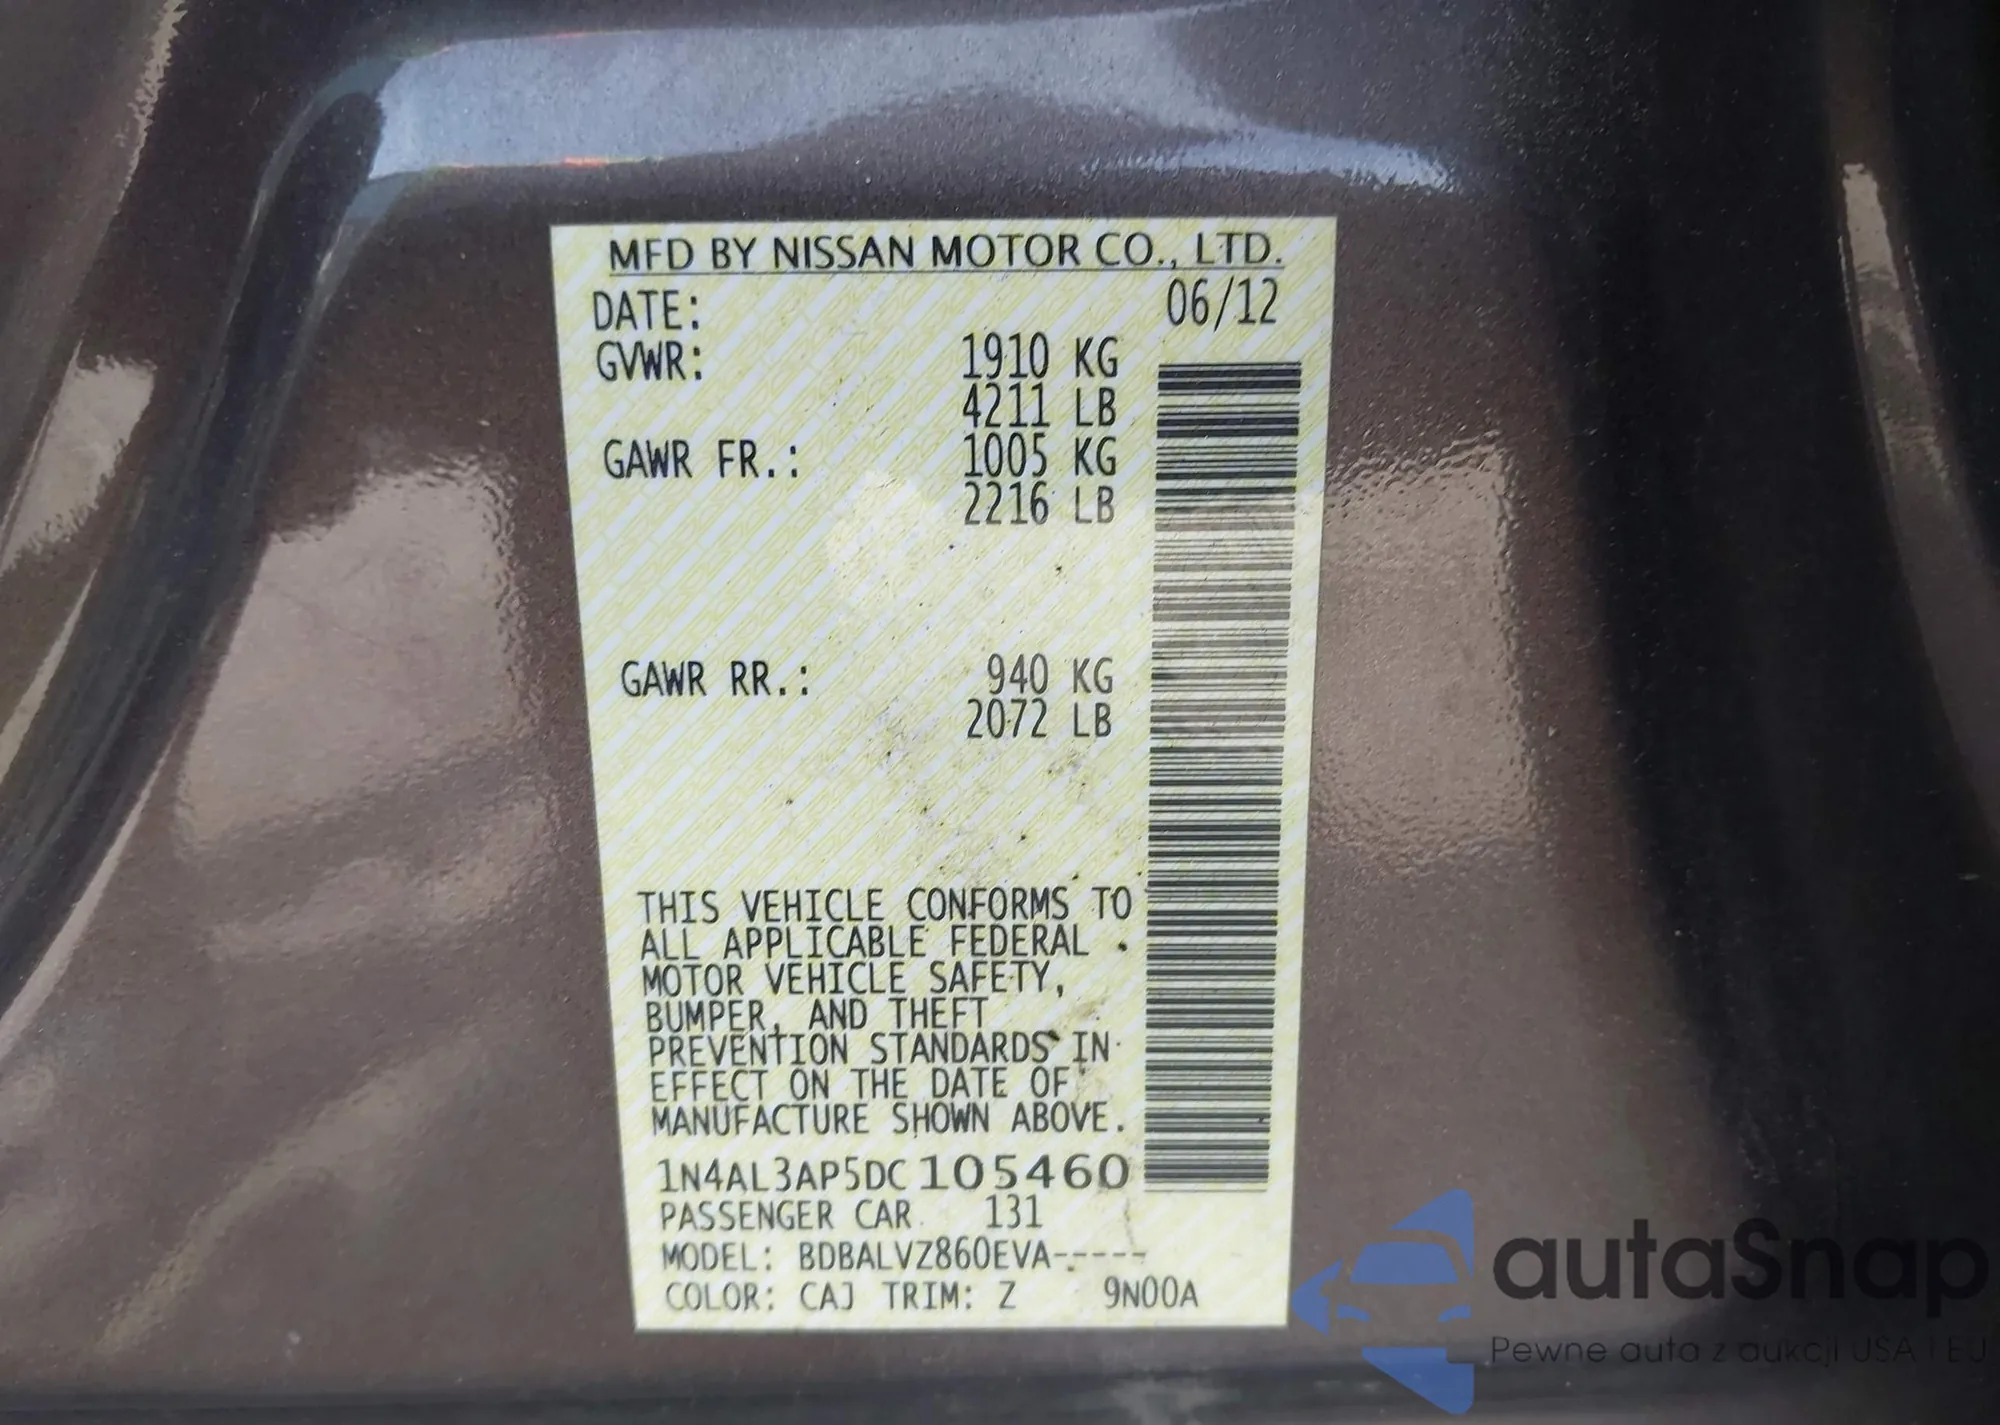 MFD BY NISSAN MOTOR CO., LTD.
DATE: 06/12
GVWR: 1910 KG
4211 LB
GAWR FR.: 1005 KG
2216 LB
GAWR RR.: 940 KG
2072 LB
THIS VEHICLE CONFORMS TO
ALL APPLICABLE FEDERAL
MOTOR VEHICLE SAFETY,
BUMPER, AND THEFT
PREVENTION STANDARDS IN
EFFECT ON THE DATE OF
MANUFACTURE SHOWN ABOVE.
1N4AL3AP5DC105460
PASSENGER CAR 131
MODEL: BDBALVZ860EVA-----
COLOR: CAJ TRIM: Z 9N00A
autaSnap
Pewne auta z aukcji USA i EU